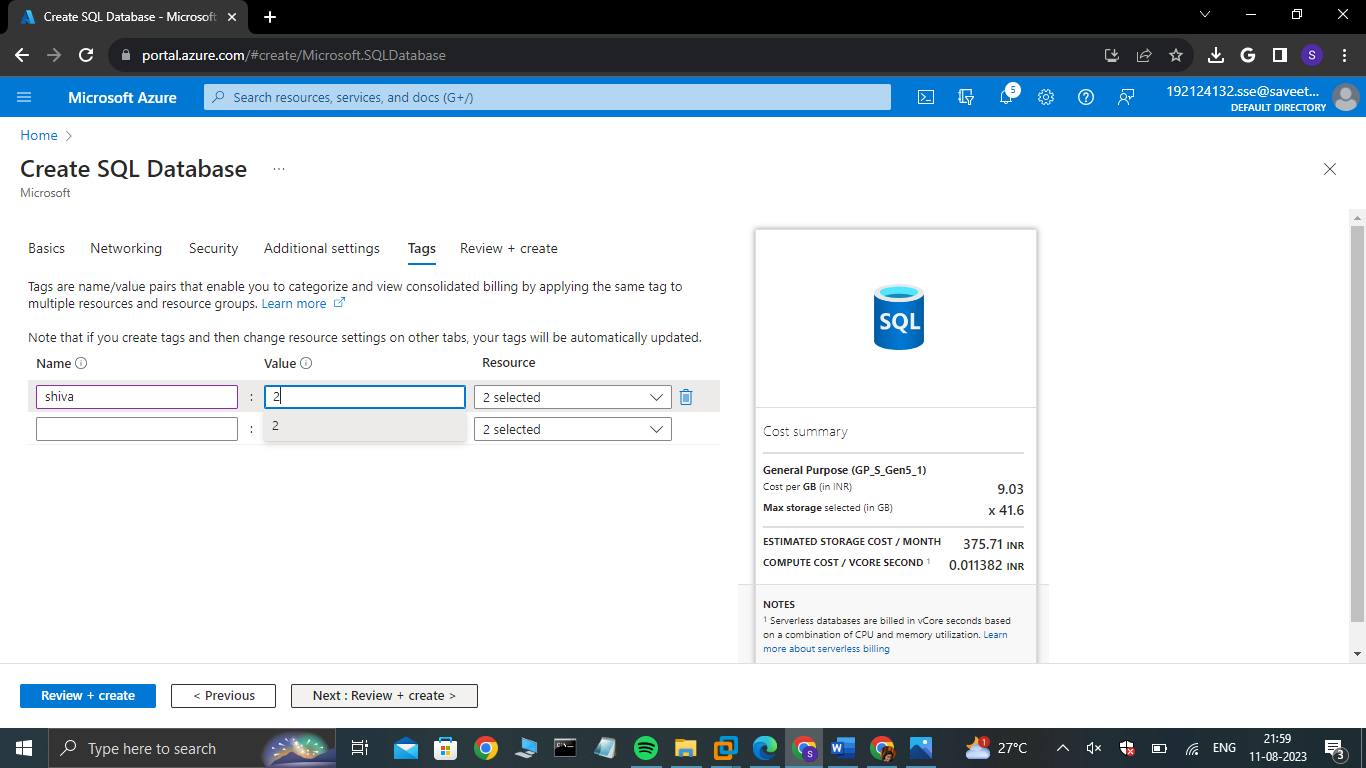 Create SQL Database - Microsoft
portal.azure.com/#create/Microsoft.SQLDatabase
G
S
Microsoft Azure
Search resources, services, and docs (G+/)
5
192124132.sse@saveet...
DEFAULT DIRECTORY
Home
Create SQL Database
...
Microsoft
Basics
Networking
Security
Additional settings
Tags
Review + create
Tags are name/value pairs that enable you to categorize and view consolidated billing by applying the same tag to
multiple resources and resource groups. Learn more
Note that if you create tags and then change resource settings on other tabs, your tags will be automatically updated.
Name
Value
Resource
shiva : 2 2 selected
: 2 selected
2
SQL
Cost summary
General Purpose (GP_S_Gen5_1)
Cost per GB (in INR) 9.03
Max storage selected (in GB) x 41.6
ESTIMATED STORAGE COST / MONTH 375.71 INR
COMPUTE COST / VCORE SECOND 1 0.011382 INR
NOTES
1 Serverless databases are billed in vCore seconds based
on a combination of CPU and memory utilization. Learn
more about serverless billing
Review + create
< Previous
Next : Review + create >
Type here to search
1
27°C
ENG
21:59
11-08-2023
3